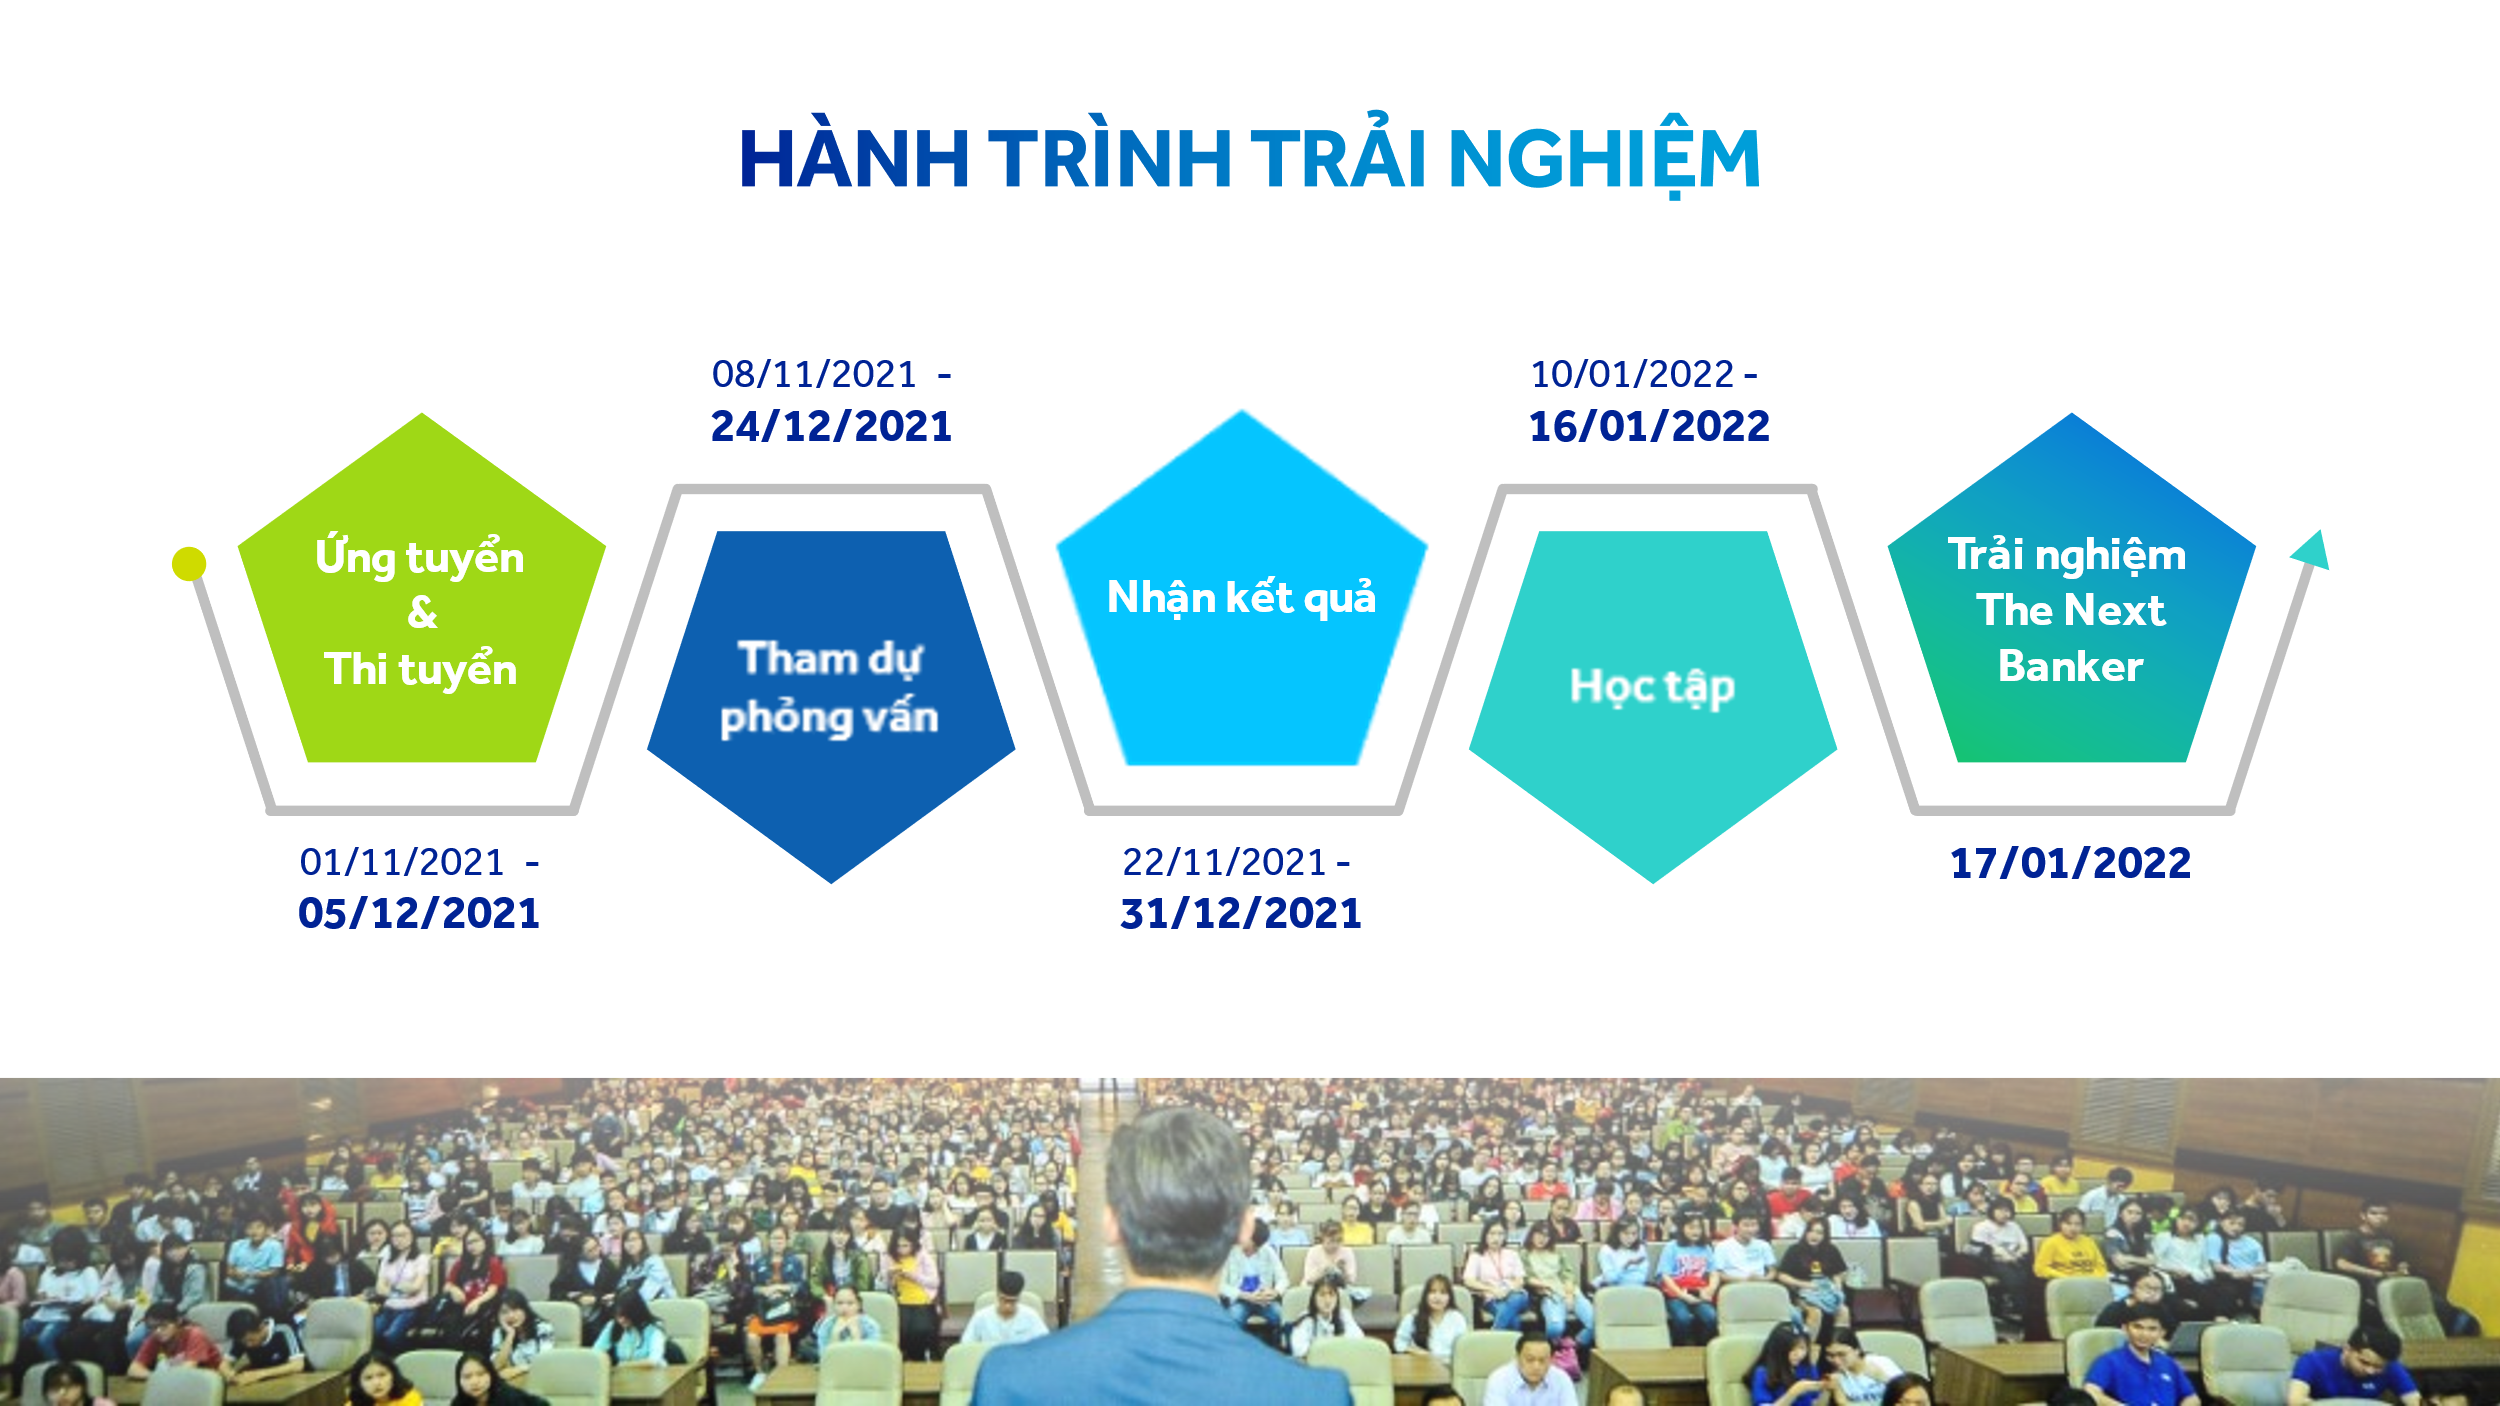 HÀNH TRÌNH TRẢI NGHIỆM
Ứng tuyển
&
Thi tuyển
01/11/2021 -
05/12/2021
08/11/2021 -
24/12/2021
Tham dự
phỏng vấn
Nhận kết quả
22/11/2021 -
31/12/2021
10/01/2022 -
16/01/2022
Học tập
Trải nghiệm
The Next
Banker
17/01/2022